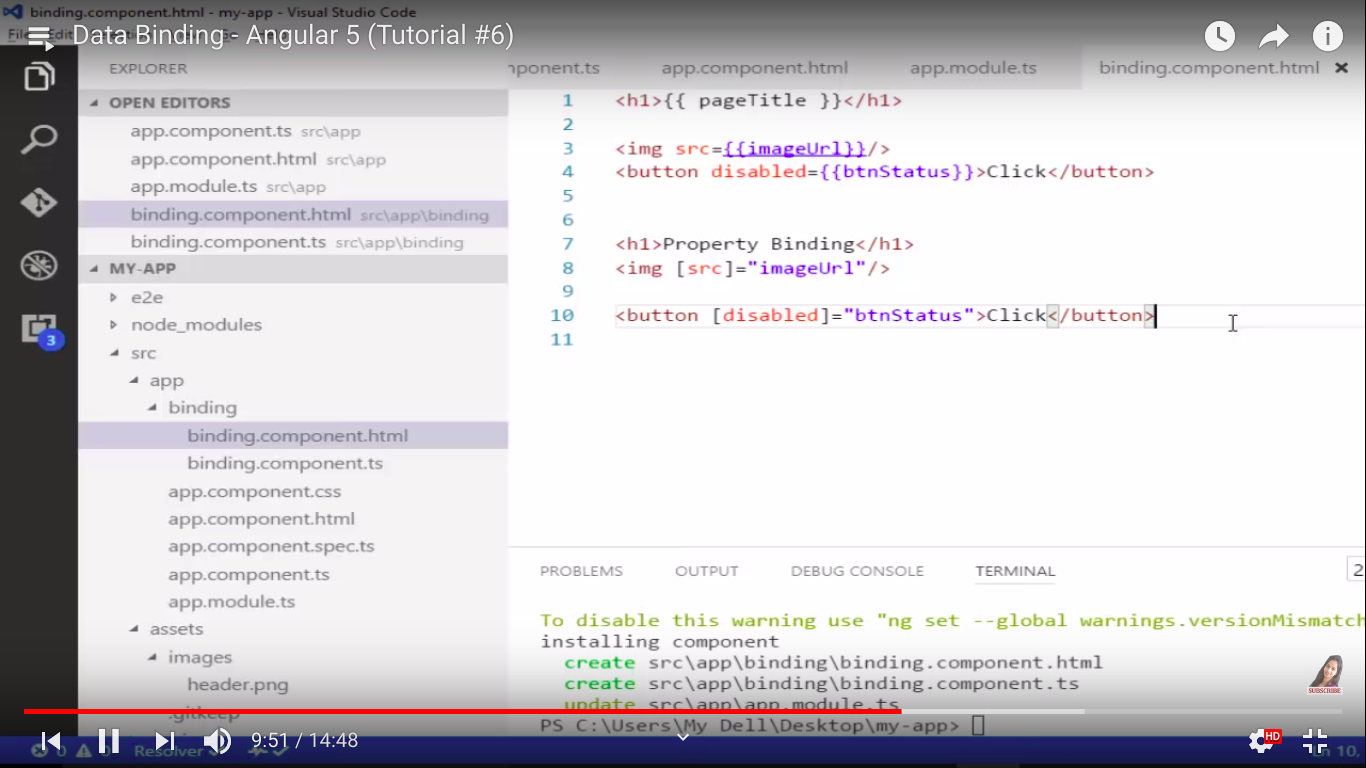 binding.component.html - my-app - Visual Studio Code
Data Binding - Angular 5 (Tutorial #6)
EXPLORER
OPEN EDITORS
app.component.ts src\app
app.component.html src\app
app.module.ts src\app
binding.component.html src\app\binding
binding.component.ts src\app\binding
MY-APP
e2e
node_modules
src
app
binding
binding.component.html
binding.component.ts
app.component.css
app.component.html
app.component.spec.ts
app.component.ts
app.module.ts
assets
images
header.png
.gitkeep
3
nponent.ts app.component.html app.module.ts binding.component.html
1 <h1>{{ pageTitle }}</h1>
2
3 <img src={{imageUrl}}/>
4 <button disabled={{btnStatus}}>Click</button>
5
6
7 <h1>Property Binding</h1>
8 <img [src]="imageUrl"/>
9
10 <button [disabled]="btnStatus">Click</button>
11
PROBLEMS OUTPUT DEBUG CONSOLE TERMINAL 2
To disable this warning use "ng set --global warnings.versionMismatch
installing component
create src\app\binding\binding.component.html
create src\app\binding\binding.component.ts
update src\app\app.module.ts
PS C:\Users\My Dell\Desktop\my-app>
SUBSCRIBE
9:51 / 14:48
HD
Resolver
Ln 10,